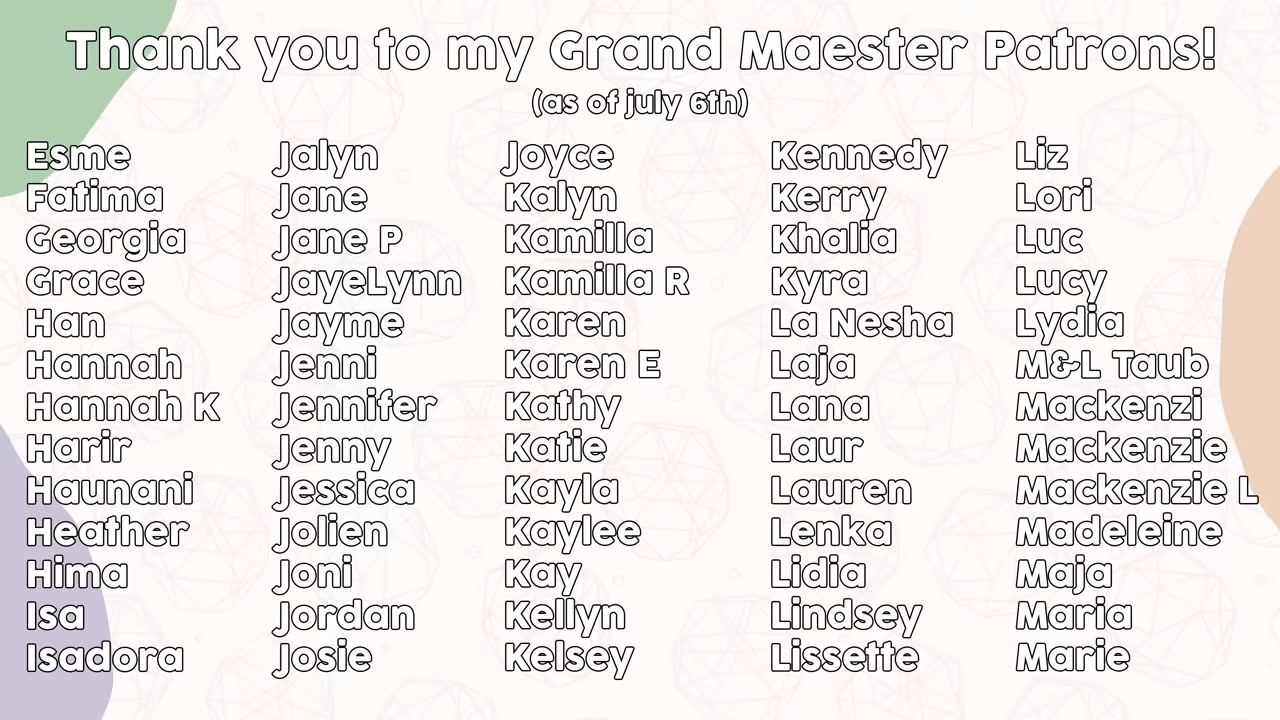 Thank you to my Grand Maester Patrons!
(as of july 6th)
Esme
Fatima
Georgia
Grace
Han
Hannah
Hannah K
Harir
Haunani
Heather
Hima
Isa
Isadora
Jalyn
Jane
Jane P
JayeLynn
Jayme
Jenni
Jennifer
Jenny
Jessica
Jolien
Joni
Jordan
Josie
Joyce
Kalyn
Kamilla
Kamilla R
Karen
Karen E
Kathy
Katie
Kayla
Kaylee
Kay
Kellyn
Kelsey
Kennedy
Kerry
Khalia
Kyra
La Nesha
Laja
Lana
Laur
Lauren
Lenka
Lidia
Lindsey
Lissette
Liz
Lori
Luc
Lucy
Lydia
M&L Taub
Mackenzi
Mackenzie
Mackenzie L
Madeleine
Maja
Maria
Marie